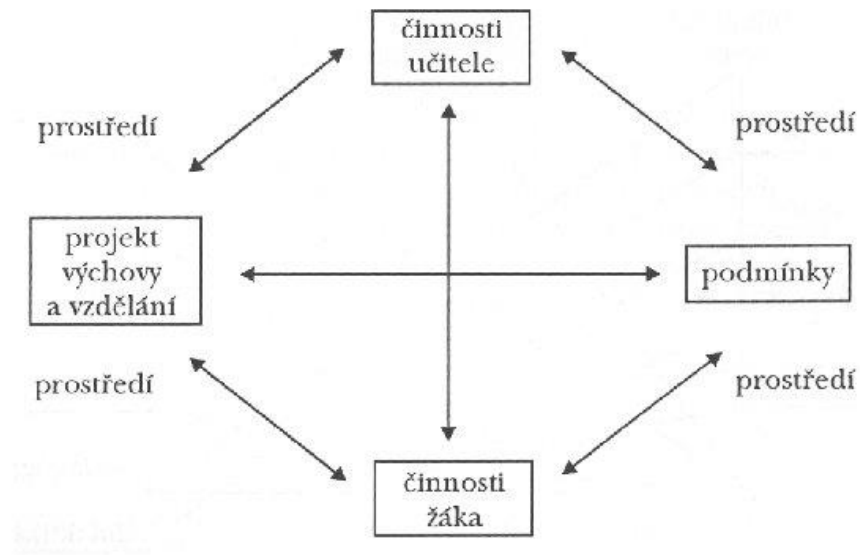 činnosti
učitele
prostředí
prostředí
projekt
výchovy
a vzdělání
podmínky
prostředí
prostředí
činnosti
žáka